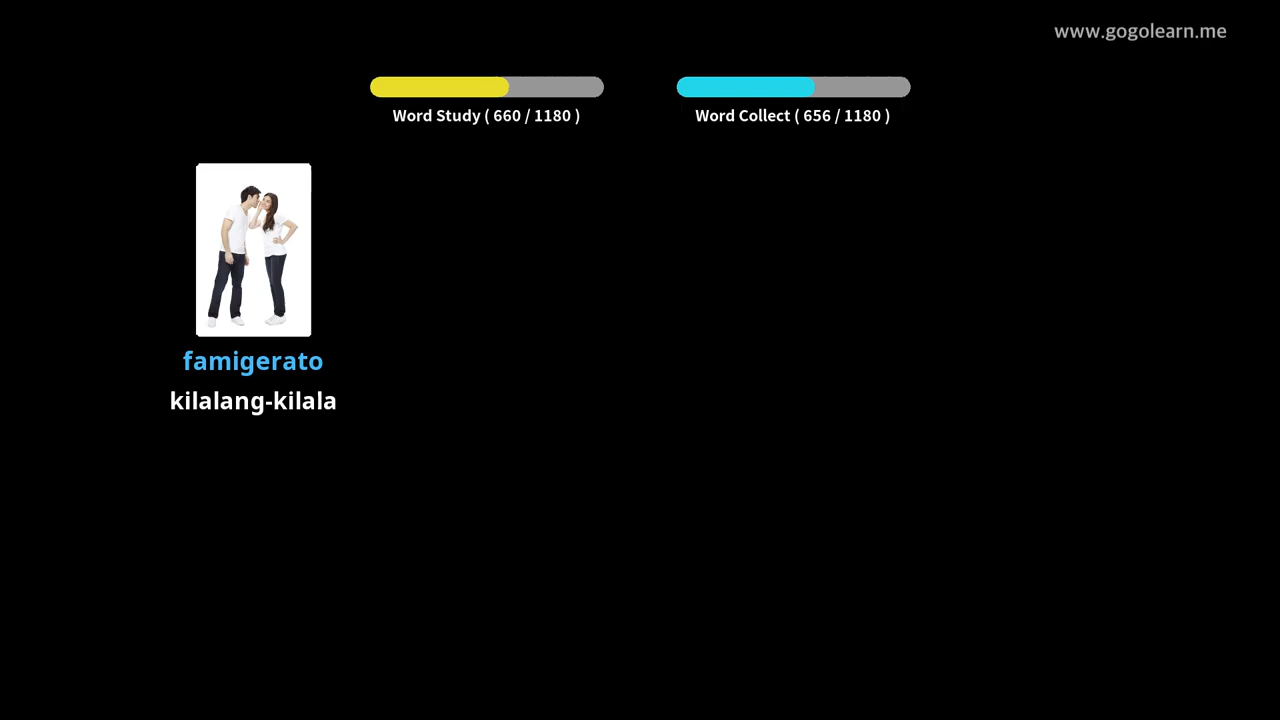 www.gogolearn.me
Word Study ( 660 / 1180 )
Word Collect ( 656 / 1180 )
famigerato
kilalang-kilala